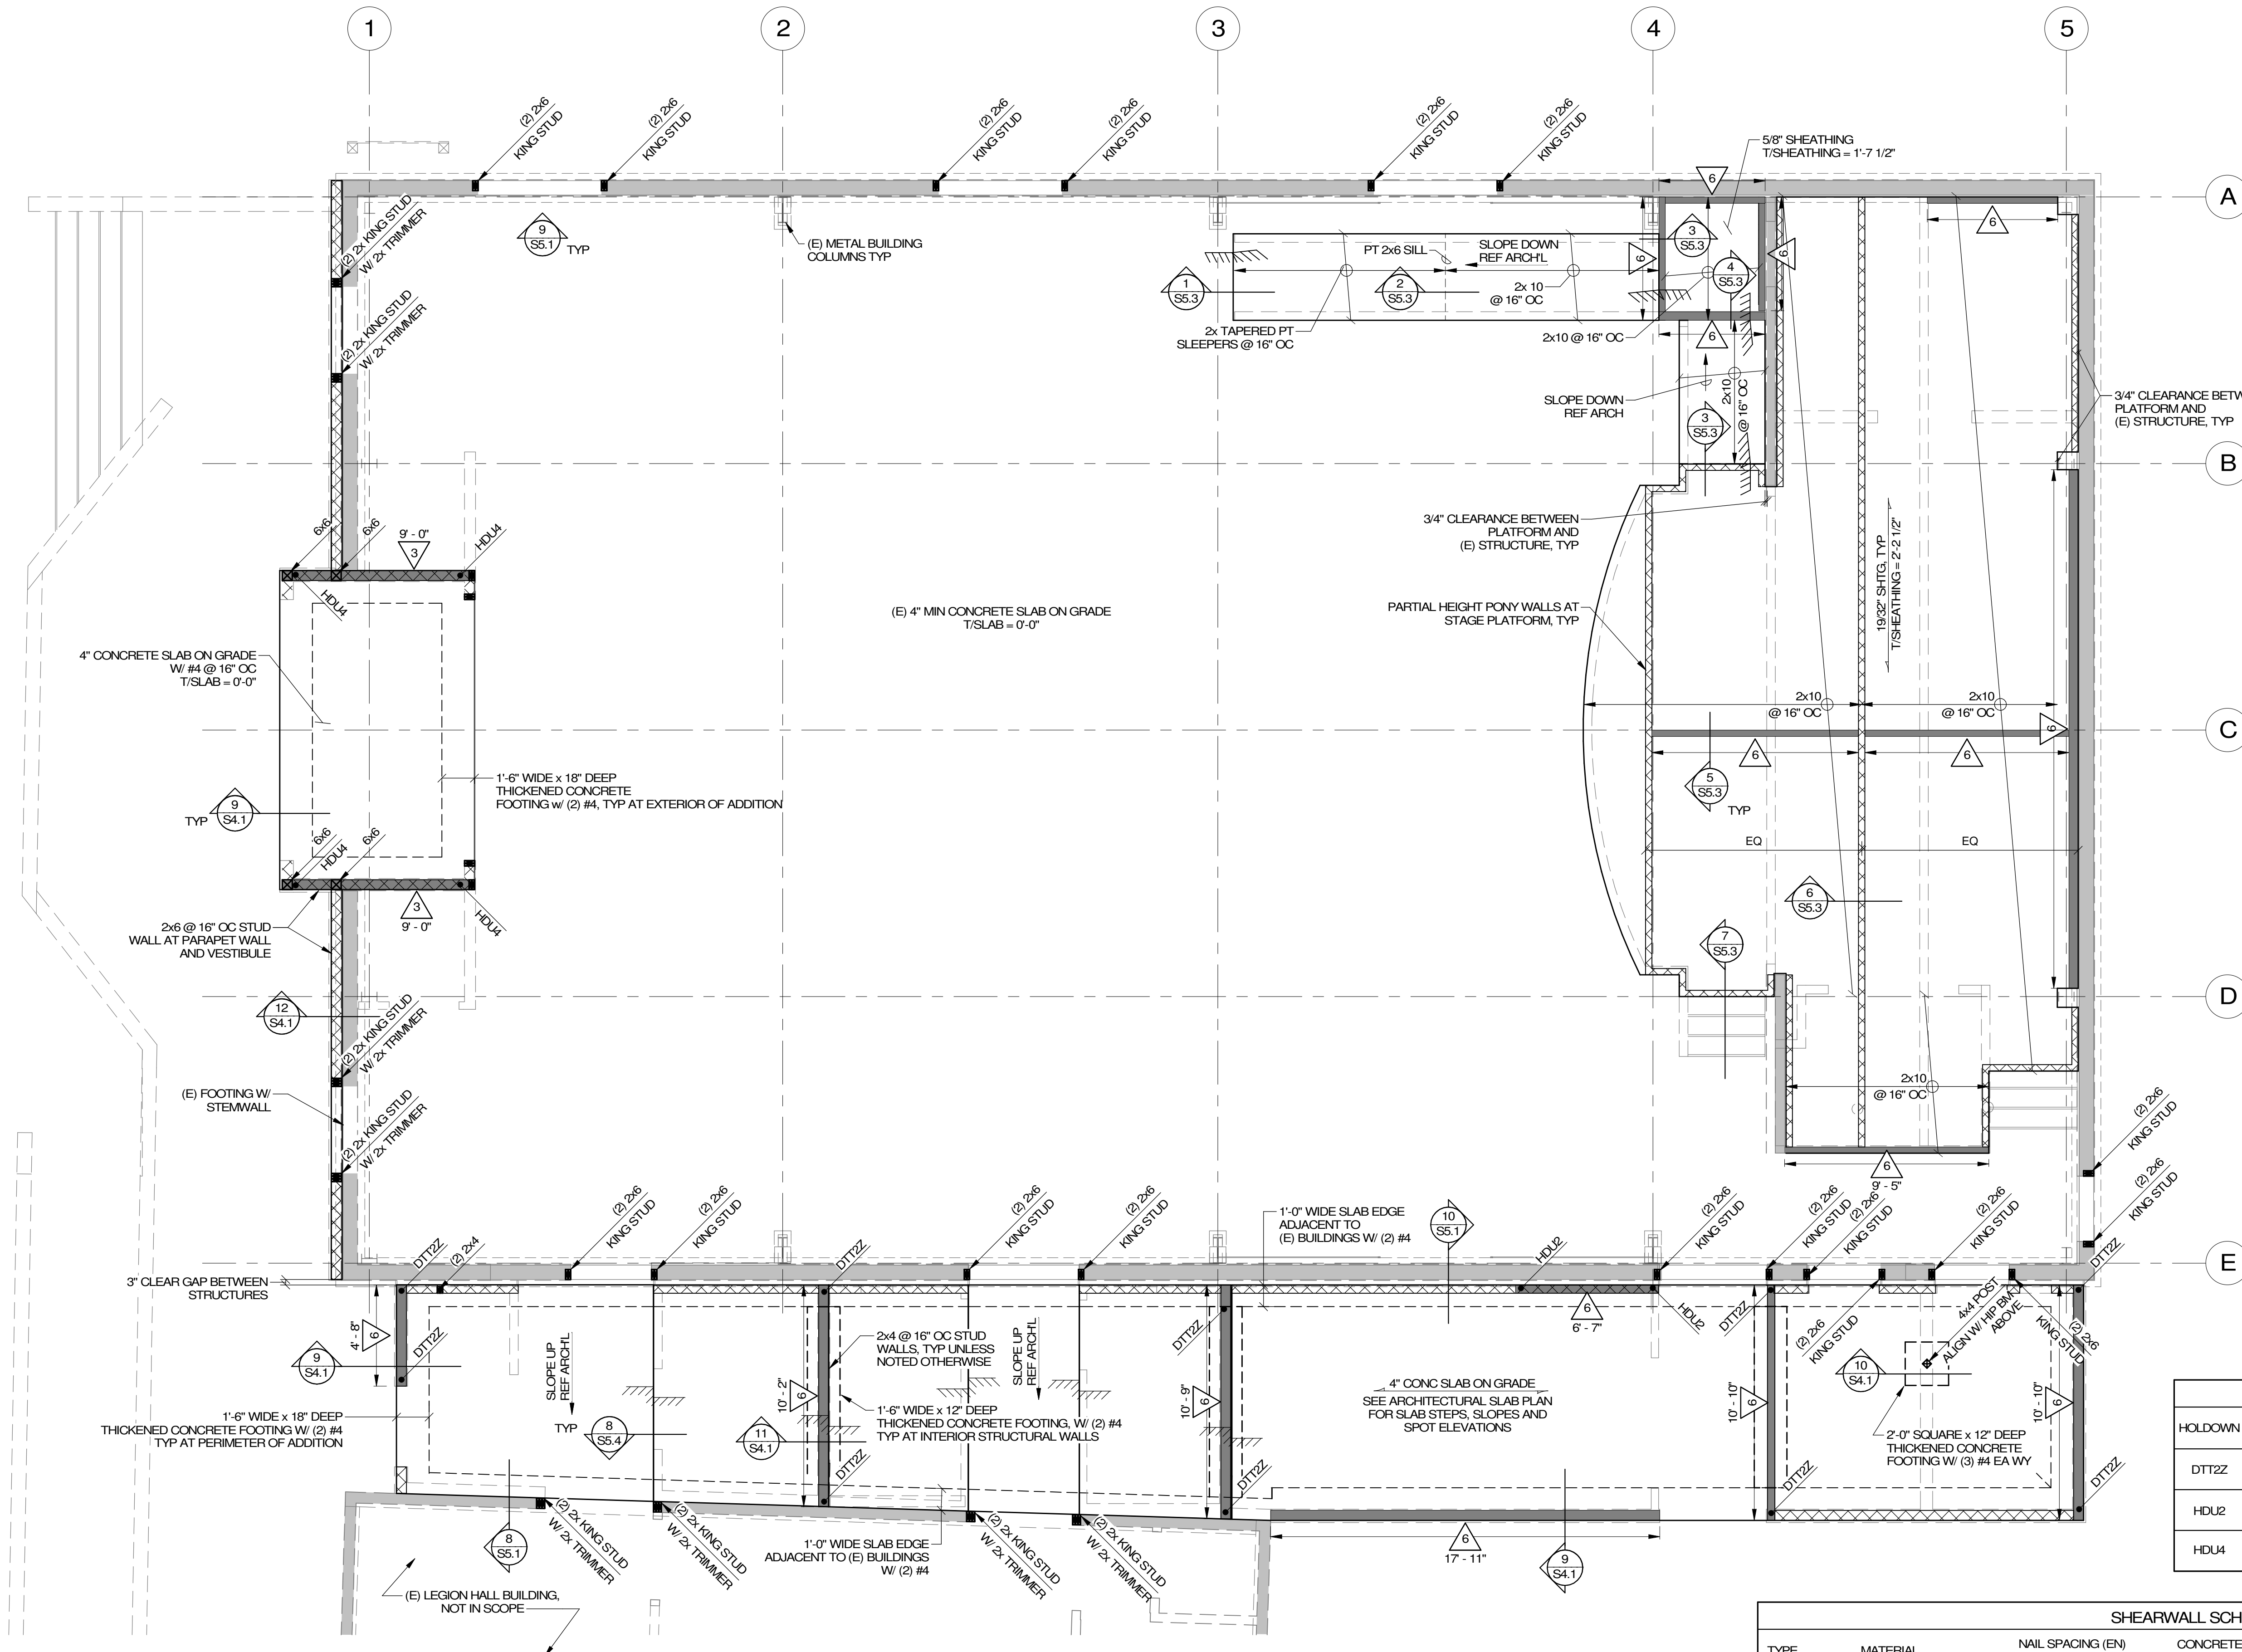 1
2
3
4
5
A
B
C
D
E
(2) 2x6
KING STUD
(2) 2x6
KING STUD
(2) 2x6
KING STUD
(2) 2x6
KING STUD
(2) 2x6
KING STUD
(2) 2x6
KING STUD
5/8" SHEATHING
T/SHEATHING = 1'-7 1/2"
6
6
(2) 2x KING STUD
W/ 2x TRIMMER
9
S5.1
TYP
(E) METAL BUILDING
COLUMNS TYP
PT 2x6 SILL
SLOPE DOWN
REF ARCH'L
6
3
S5.3
4
S5.3
6
1
S5.3
2
S5.3
2x 10
@ 16" OC
(2) 2x KING STUD
W/ 2x TRIMMER
2x TAPERED PT
SLEEPERS @ 16" OC
2x10 @ 16" OC
6
SLOPE DOWN
REF ARCH
2x10
@ 16" OC
3
S5.3
3/4" CLEARANCE BETW
PLATFORM AND
(E) STRUCTURE, TYP
3/4" CLEARANCE BETWEEN
PLATFORM AND
(E) STRUCTURE, TYP
19/32" SHTG, TYP
T/SHEATHING = 2'-2 1/2"
6x6
6x6
9' - 0"
3
HDU4
HDU4
(E) 4" MIN CONCRETE SLAB ON GRADE
T/SLAB = 0'-0"
PARTIAL HEIGHT PONY WALLS AT
STAGE PLATFORM, TYP
4" CONCRETE SLAB ON GRADE
W/ #4 @ 16" OC
T/SLAB = 0'-0"
2x10
@ 16" OC
2x10
@ 16" OC
6
6
6
5
S5.3
TYP
1'-6" WIDE x 18" DEEP
THICKENED CONCRETE
FOOTING w/ (2) #4, TYP AT EXTERIOR OF ADDITION
TYP
9
S4.1
6x6
HDU4
6x6
EQ
EQ
6
S5.3
3
9' - 0"
HDU4
2x6 @ 16" OC STUD
WALL AT PARAPET WALL
AND VESTIBULE
7
S5.3
12
S4.1
(2) 2x KING STUD
W/ 2x TRIMMER
(E) FOOTING W/
STEMWALL
(2) 2x KING STUD
W/ 2x TRIMMER
2x10
@ 16" OC
6
9' - 5"
(2) 2x6
KING STUD
(2) 2x6
KING STUD
DTT2Z
(2) 2x4
(2) 2x6
KING STUD
(2) 2x6
KING STUD
DTT2Z
(2) 2x6
KING STUD
(2) 2x6
KING STUD
1'-0" WIDE SLAB EDGE
ADJACENT TO
(E) BUILDINGS W/ (2) #4
10
S5.1
HDU2
(2) 2x6
KING STUD
(2) 2x6
KING STUD
(2) 2x6
KING STUD
(2) 2x6
KING STUD
DTT2Z
3" CLEAR GAP BETWEEN
STRUCTURES
4' - 8"
6
DTT2Z
9
S4.1
SLOPE UP
REF ARCH'L
2x4 @ 16" OC STUD
WALLS, TYP UNLESS
NOTED OTHERWISE
SLOPE UP
REF ARCH'L
DTT2Z
6
6' - 7"
HDU2
DTT2Z
(2) 2x6
KING STUD
4x4 POST
ALIGN W/ HIP BM
ABOVE
(2) 2x6
KING STUD
10' - 2"
6
10' - 9"
6
10' - 10"
6
10
S4.1
10' - 10"
6
4" CONC SLAB ON GRADE
SEE ARCHITECTURAL SLAB PLAN
FOR SLAB STEPS, SLOPES AND
SPOT ELEVATIONS
1'-6" WIDE x 18" DEEP
THICKENED CONCRETE FOOTING W/ (2) #4
TYP AT PERIMETER OF ADDITION
TYP
8
S5.4
11
S4.1
1'-6" WIDE x 12" DEEP
THICKENED CONCRETE FOOTING, W/ (2) #4
TYP AT INTERIOR STRUCTURAL WALLS
2'-0" SQUARE x 12" DEEP
THICKENED CONCRETE
FOOTING W/ (3) #4 EA WY
DTT2Z
DTT2Z
DTT2Z
DTT2Z
HOLDOWN
DTT2Z
HDU2
HDU4
8
S5.1
(2) 2x KING STUD
W/ 2x TRIMMER
(2) 2x KING STUD
W/ 2x TRIMMER
1'-0" WIDE SLAB EDGE
ADJACENT TO (E) BUILDINGS
W/ (2) #4
(2) 2x KING STUD
W/ 2x TRIMMER
(2) 2x KING STUD
W/ 2x TRIMMER
6
17' - 11"
9
S4.1
(E) LEGION HALL BUILDING,
NOT IN SCOPE
SHEARWALL SCH
TYPE
MATERIAL
NAIL SPACING (EN)
CONCRETE